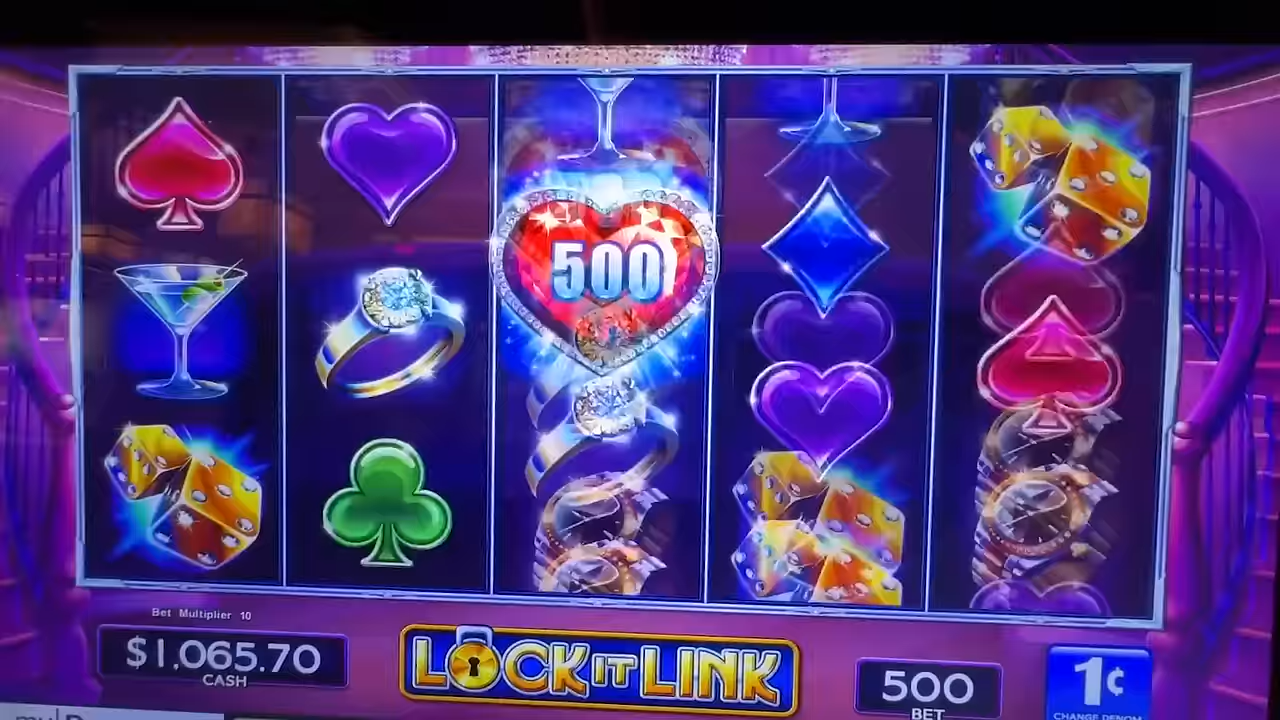 500
Bet Multiplier 10
$1,065.70
CASH
LOCK IT LINK
500
BET
1¢
CHANGE DENOM